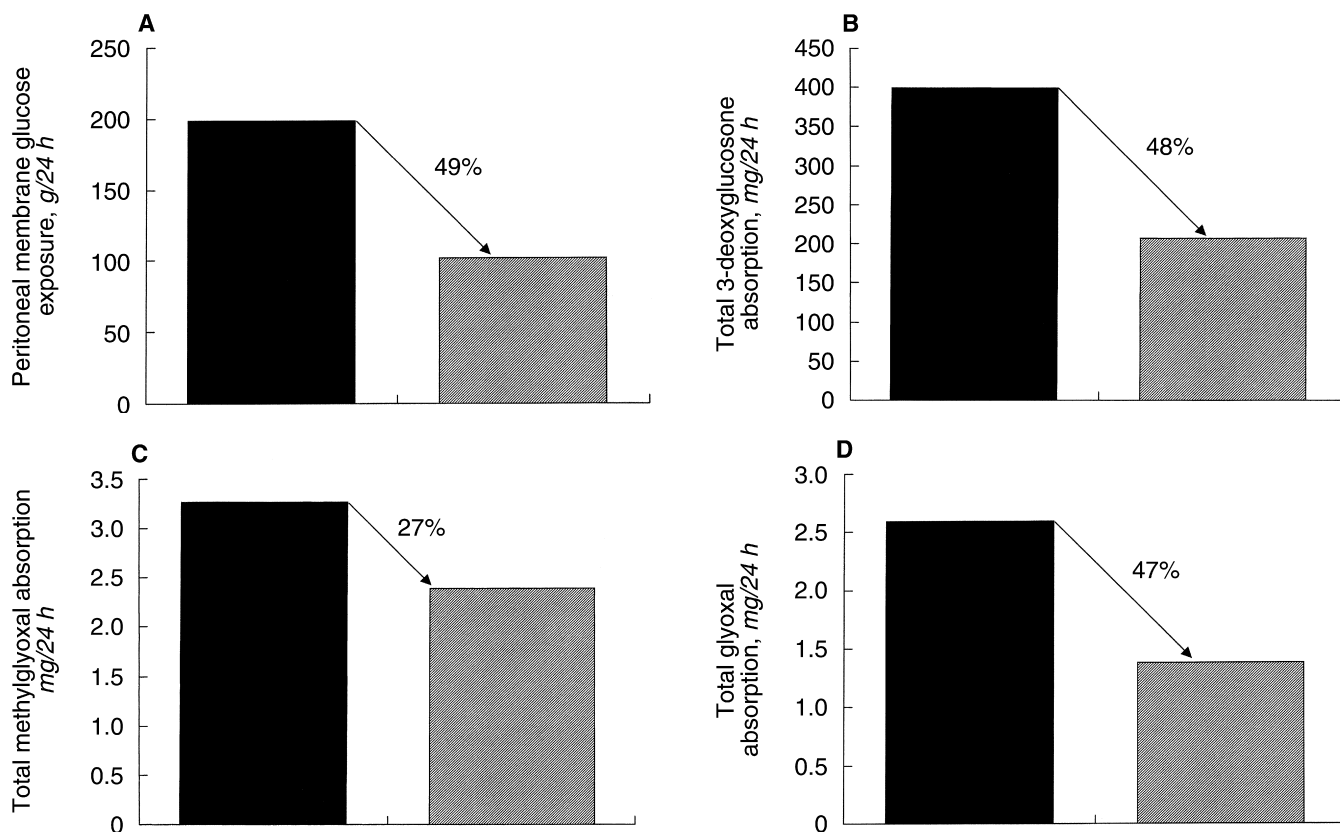 A
Peritoneal membrane glucose
exposure, g/24 h
250
200
150
100
50
0
49%
B
Total 3-deoxyglucosone
absorption, mg/24 h
450
400
350
300
250
200
150
100
50
0
48%
C
Total methylglyoxal absorption
mg/24 h
3.5
3.0
2.5
2.0
1.5
1.0
0.5
0
27%
D
Total glyoxal
absorption, mg/24 h
3.0
2.5
2.0
1.5
1.0
0.5
0
47%